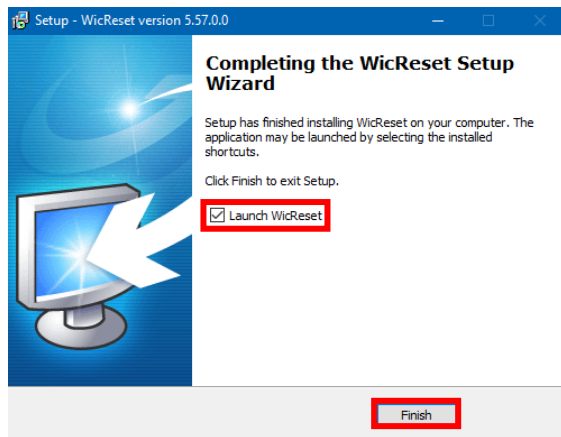 Setup - WicReset version 5.57.0.0
Completing the WicReset Setup
Wizard
Setup has finished installing WicReset on your computer. The
application may be launched by selecting the installed
shortcuts.
Click Finish to exit Setup.
Launch WicReset
Finish